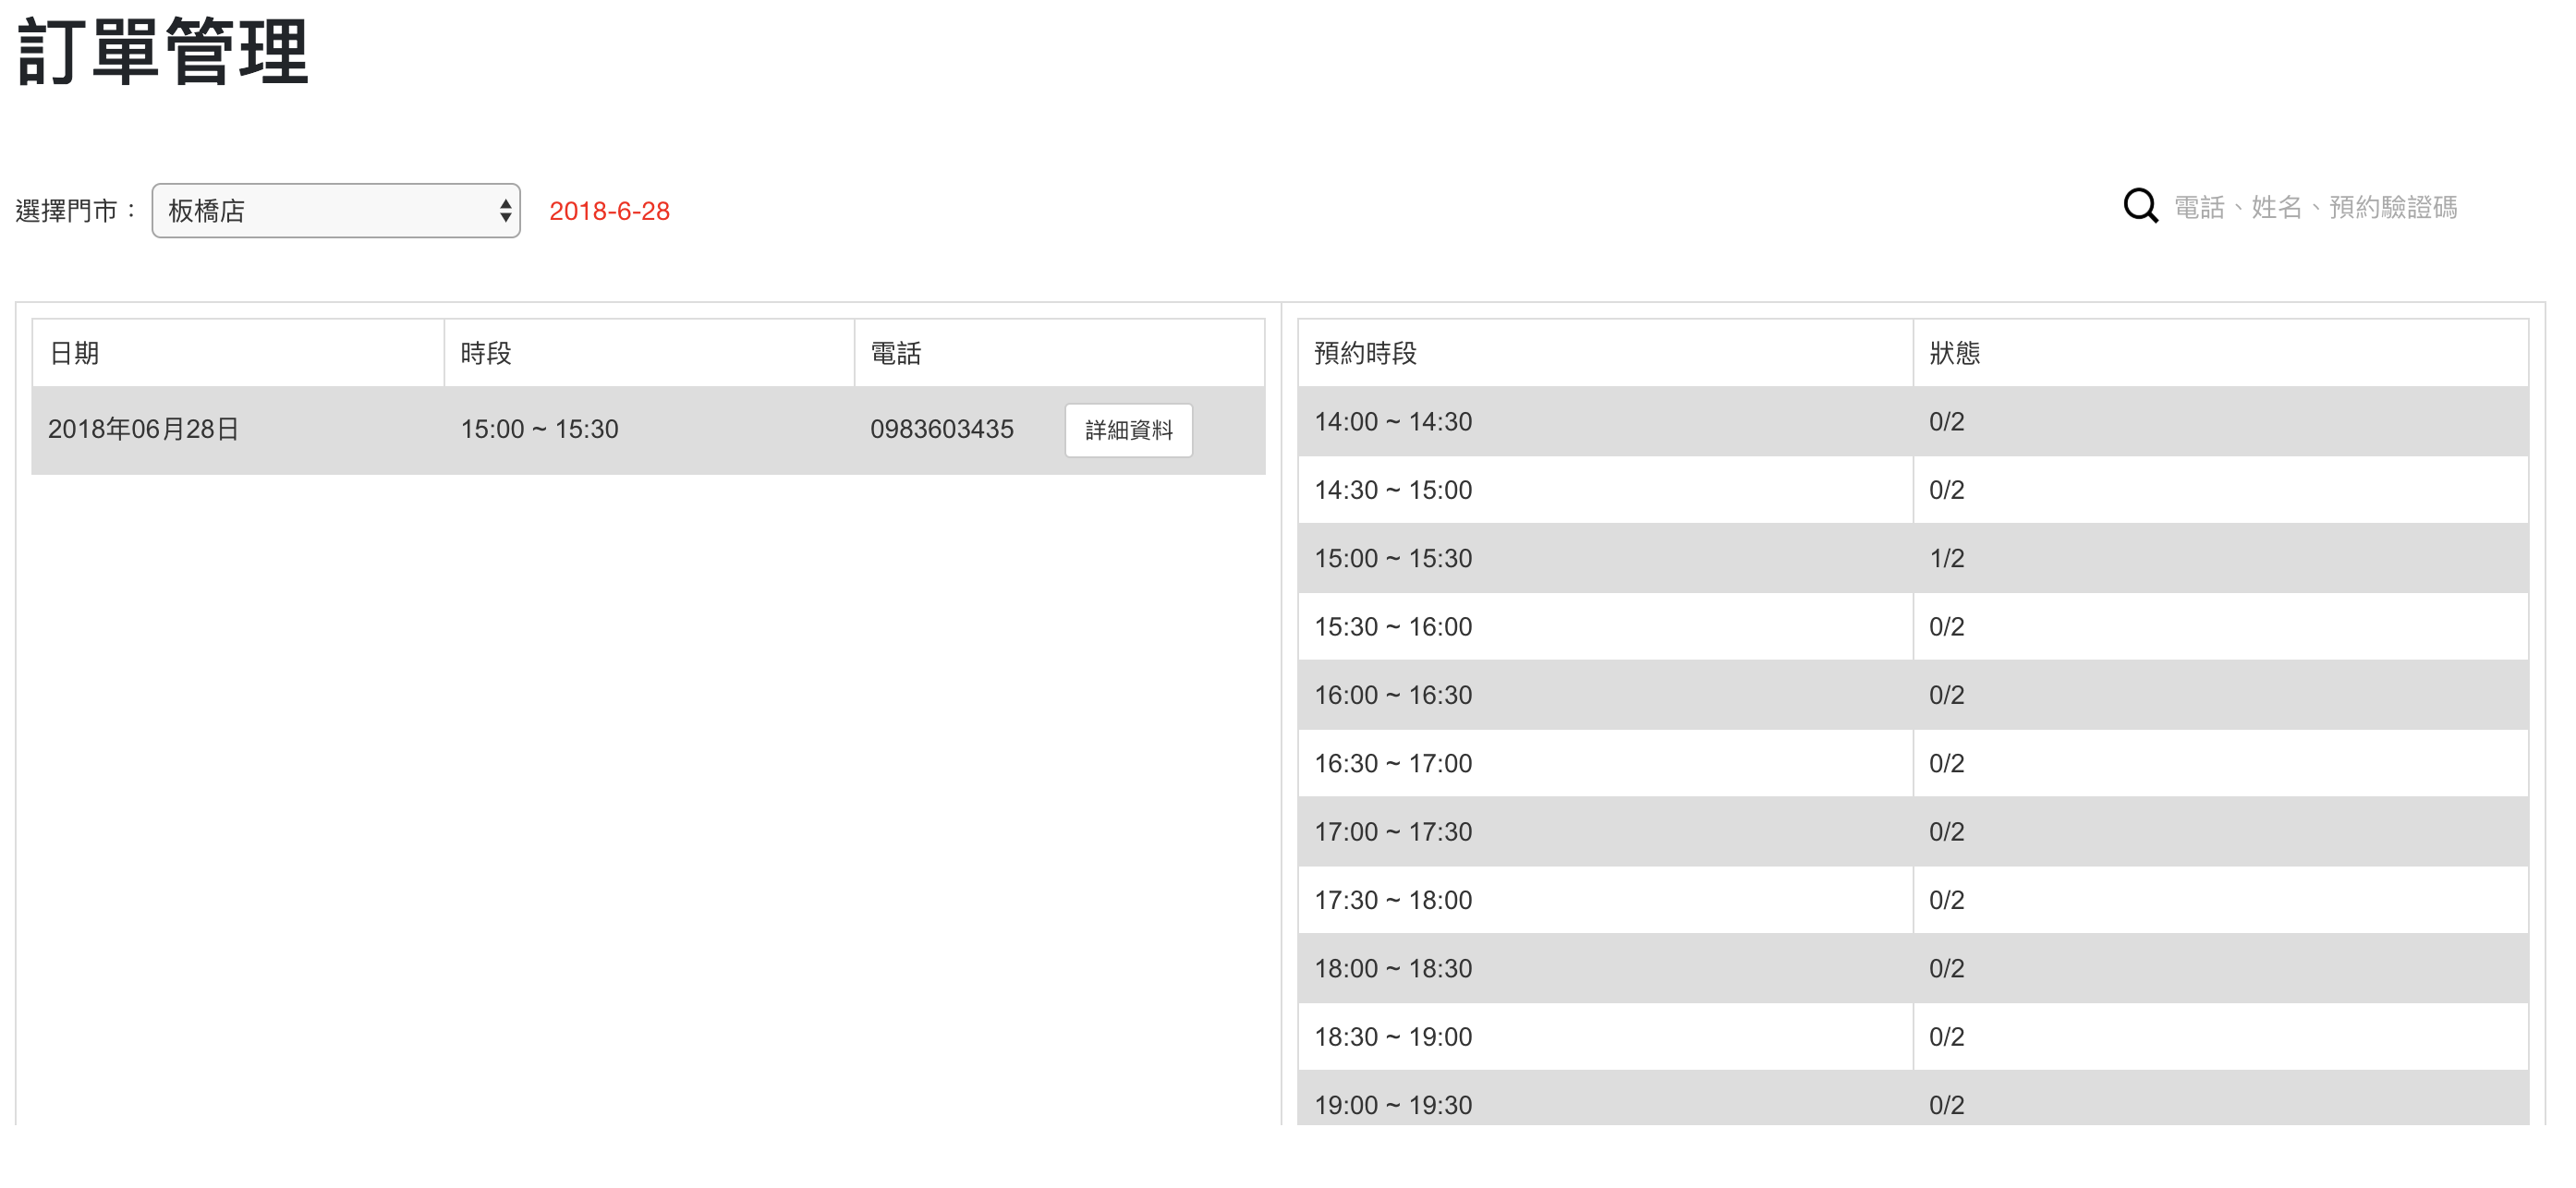 訂單管理
選擇門市： 板橋店 2018-6-28 電話、姓名、預約驗證碼
日期 時段 電話
2018年06月28日 15:00 ~ 15:30 0983603435 詳細資料
預約時段 狀態
14:00 ~ 14:30 0/2
14:30 ~ 15:00 0/2
15:00 ~ 15:30 1/2
15:30 ~ 16:00 0/2
16:00 ~ 16:30 0/2
16:30 ~ 17:00 0/2
17:00 ~ 17:30 0/2
17:30 ~ 18:00 0/2
18:00 ~ 18:30 0/2
18:30 ~ 19:00 0/2
19:00 ~ 19:30 0/2